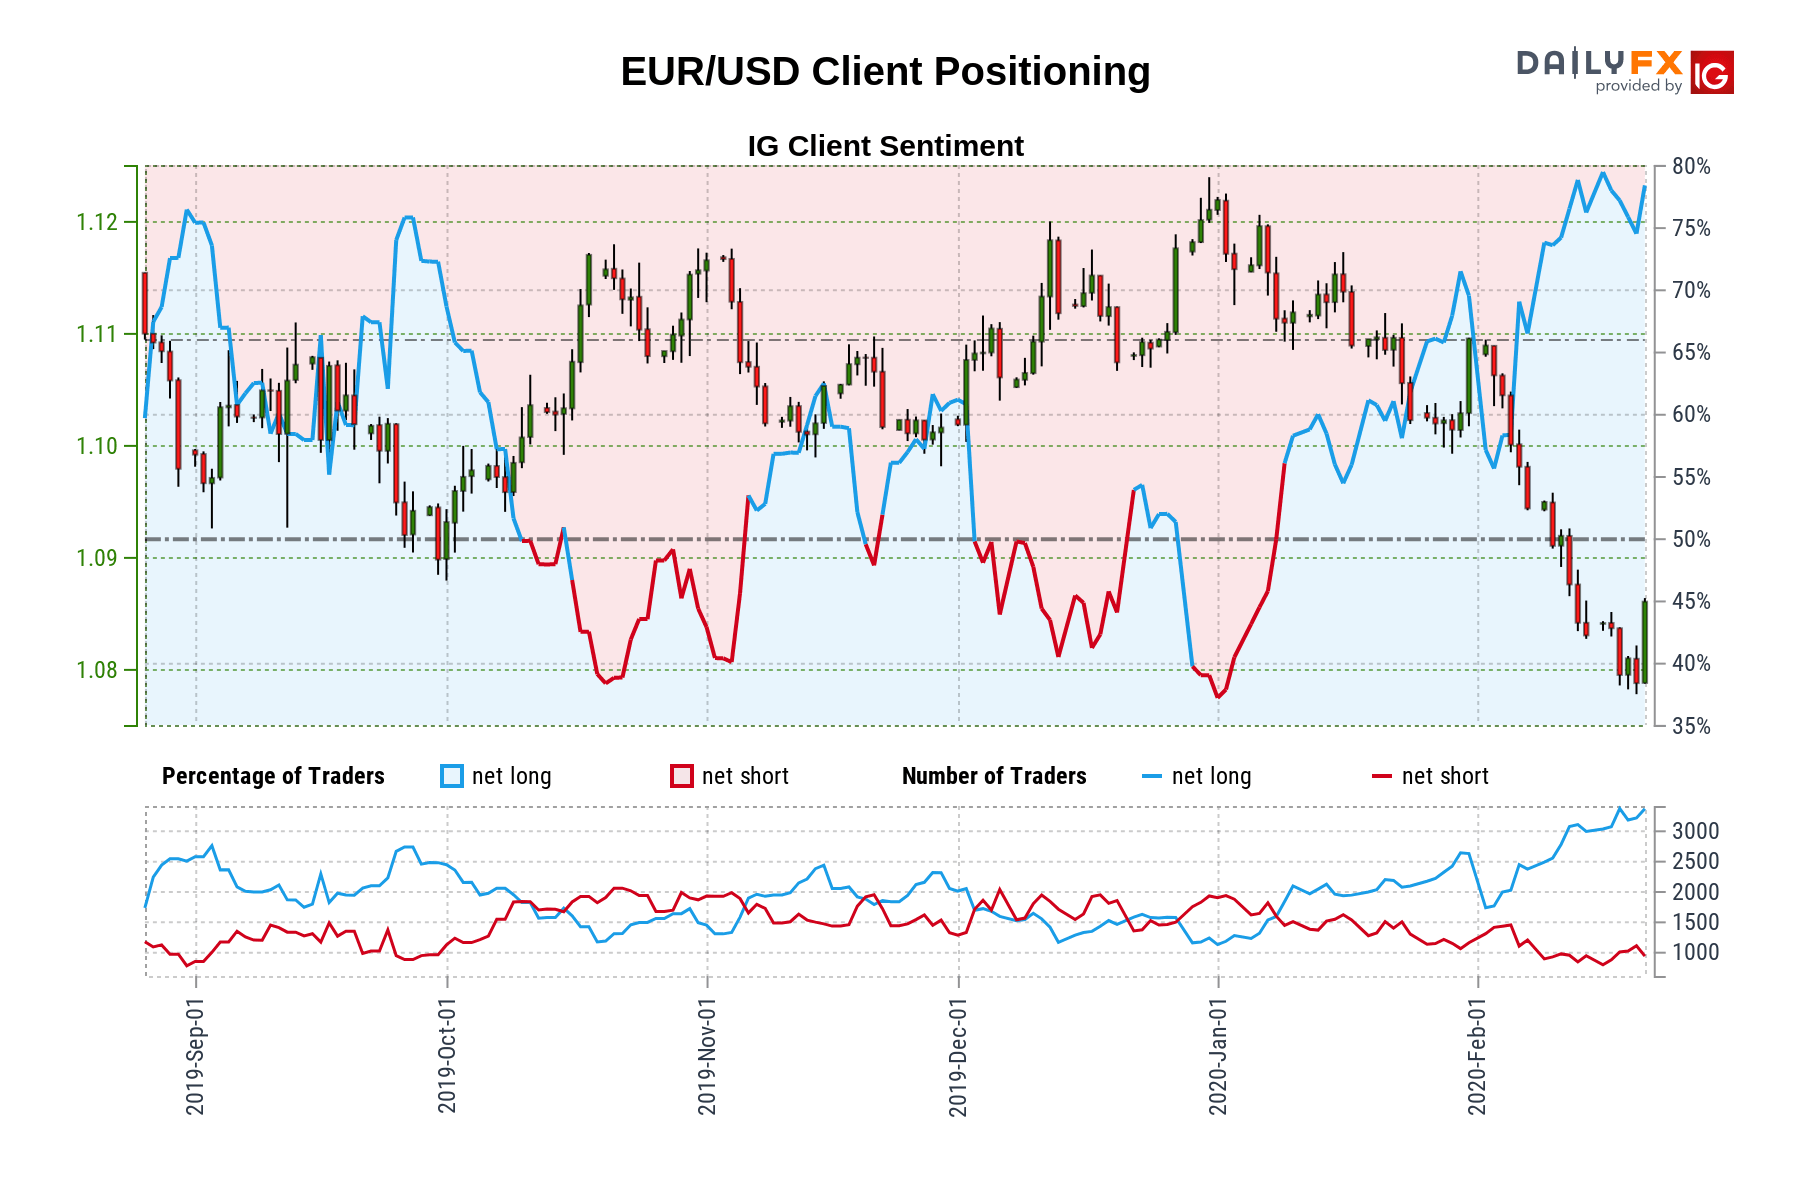 EUR/USD Client Positioning
DAILYFX
provided by IG
IG Client Sentiment
1.12
1.11
1.10
1.09
1.08
80%
75%
70%
65%
60%
55%
50%
45%
40%
35%
Percentage of Traders net long net short Number of Traders net long net short
3000
2500
2000
1500
1000
2019-Sep-01
2019-Oct-01
2019-Nov-01
2019-Dec-01
2020-Jan-01
2020-Feb-01